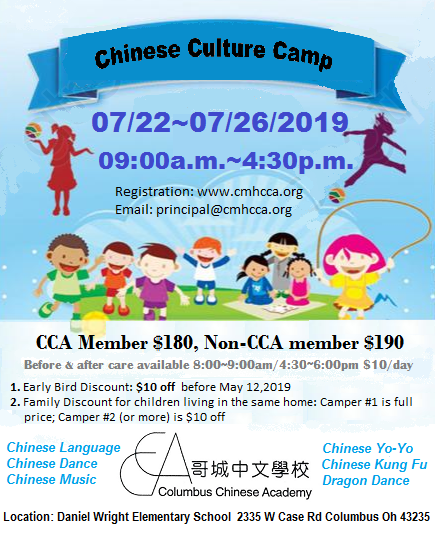 Chinese Culture Camp
07/22~07/26/2019
09:00a.m.~4:30p.m.
Registration: www.cmhcca.org
Email: principal@cmhcca.org
CCA Member $180, Non-CCA member $190
Before & after care available 8:00~9:00am/4:30~6:00pm $10/day
1. Early Bird Discount: $10 off before May 12,2019
2. Family Discount for children living in the same home: Camper #1 is full
price; Camper #2 (or more) is $10 off
Chinese Language
Chinese Dance
Chinese Music
CCA 哥城中文學校
Columbus Chinese Academy
Chinese Yo-Yo
Chinese Kung Fu
Dragon Dance
Location: Daniel Wright Elementary School 2335 W Case Rd Columbus Oh 43235